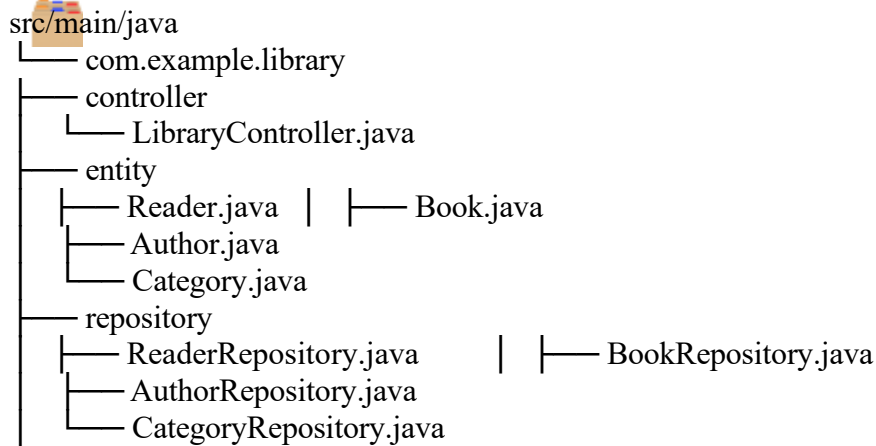 src/main/java
└── com.example.library
├── controller
│ └── LibraryController.java
├── entity
│ ├── Reader.java │ ├── Book.java
│ ├── Author.java
│ └── Category.java
├── repository
│ ├── ReaderRepository.java │ ├── BookRepository.java
│ ├── AuthorRepository.java
│ └── CategoryRepository.java